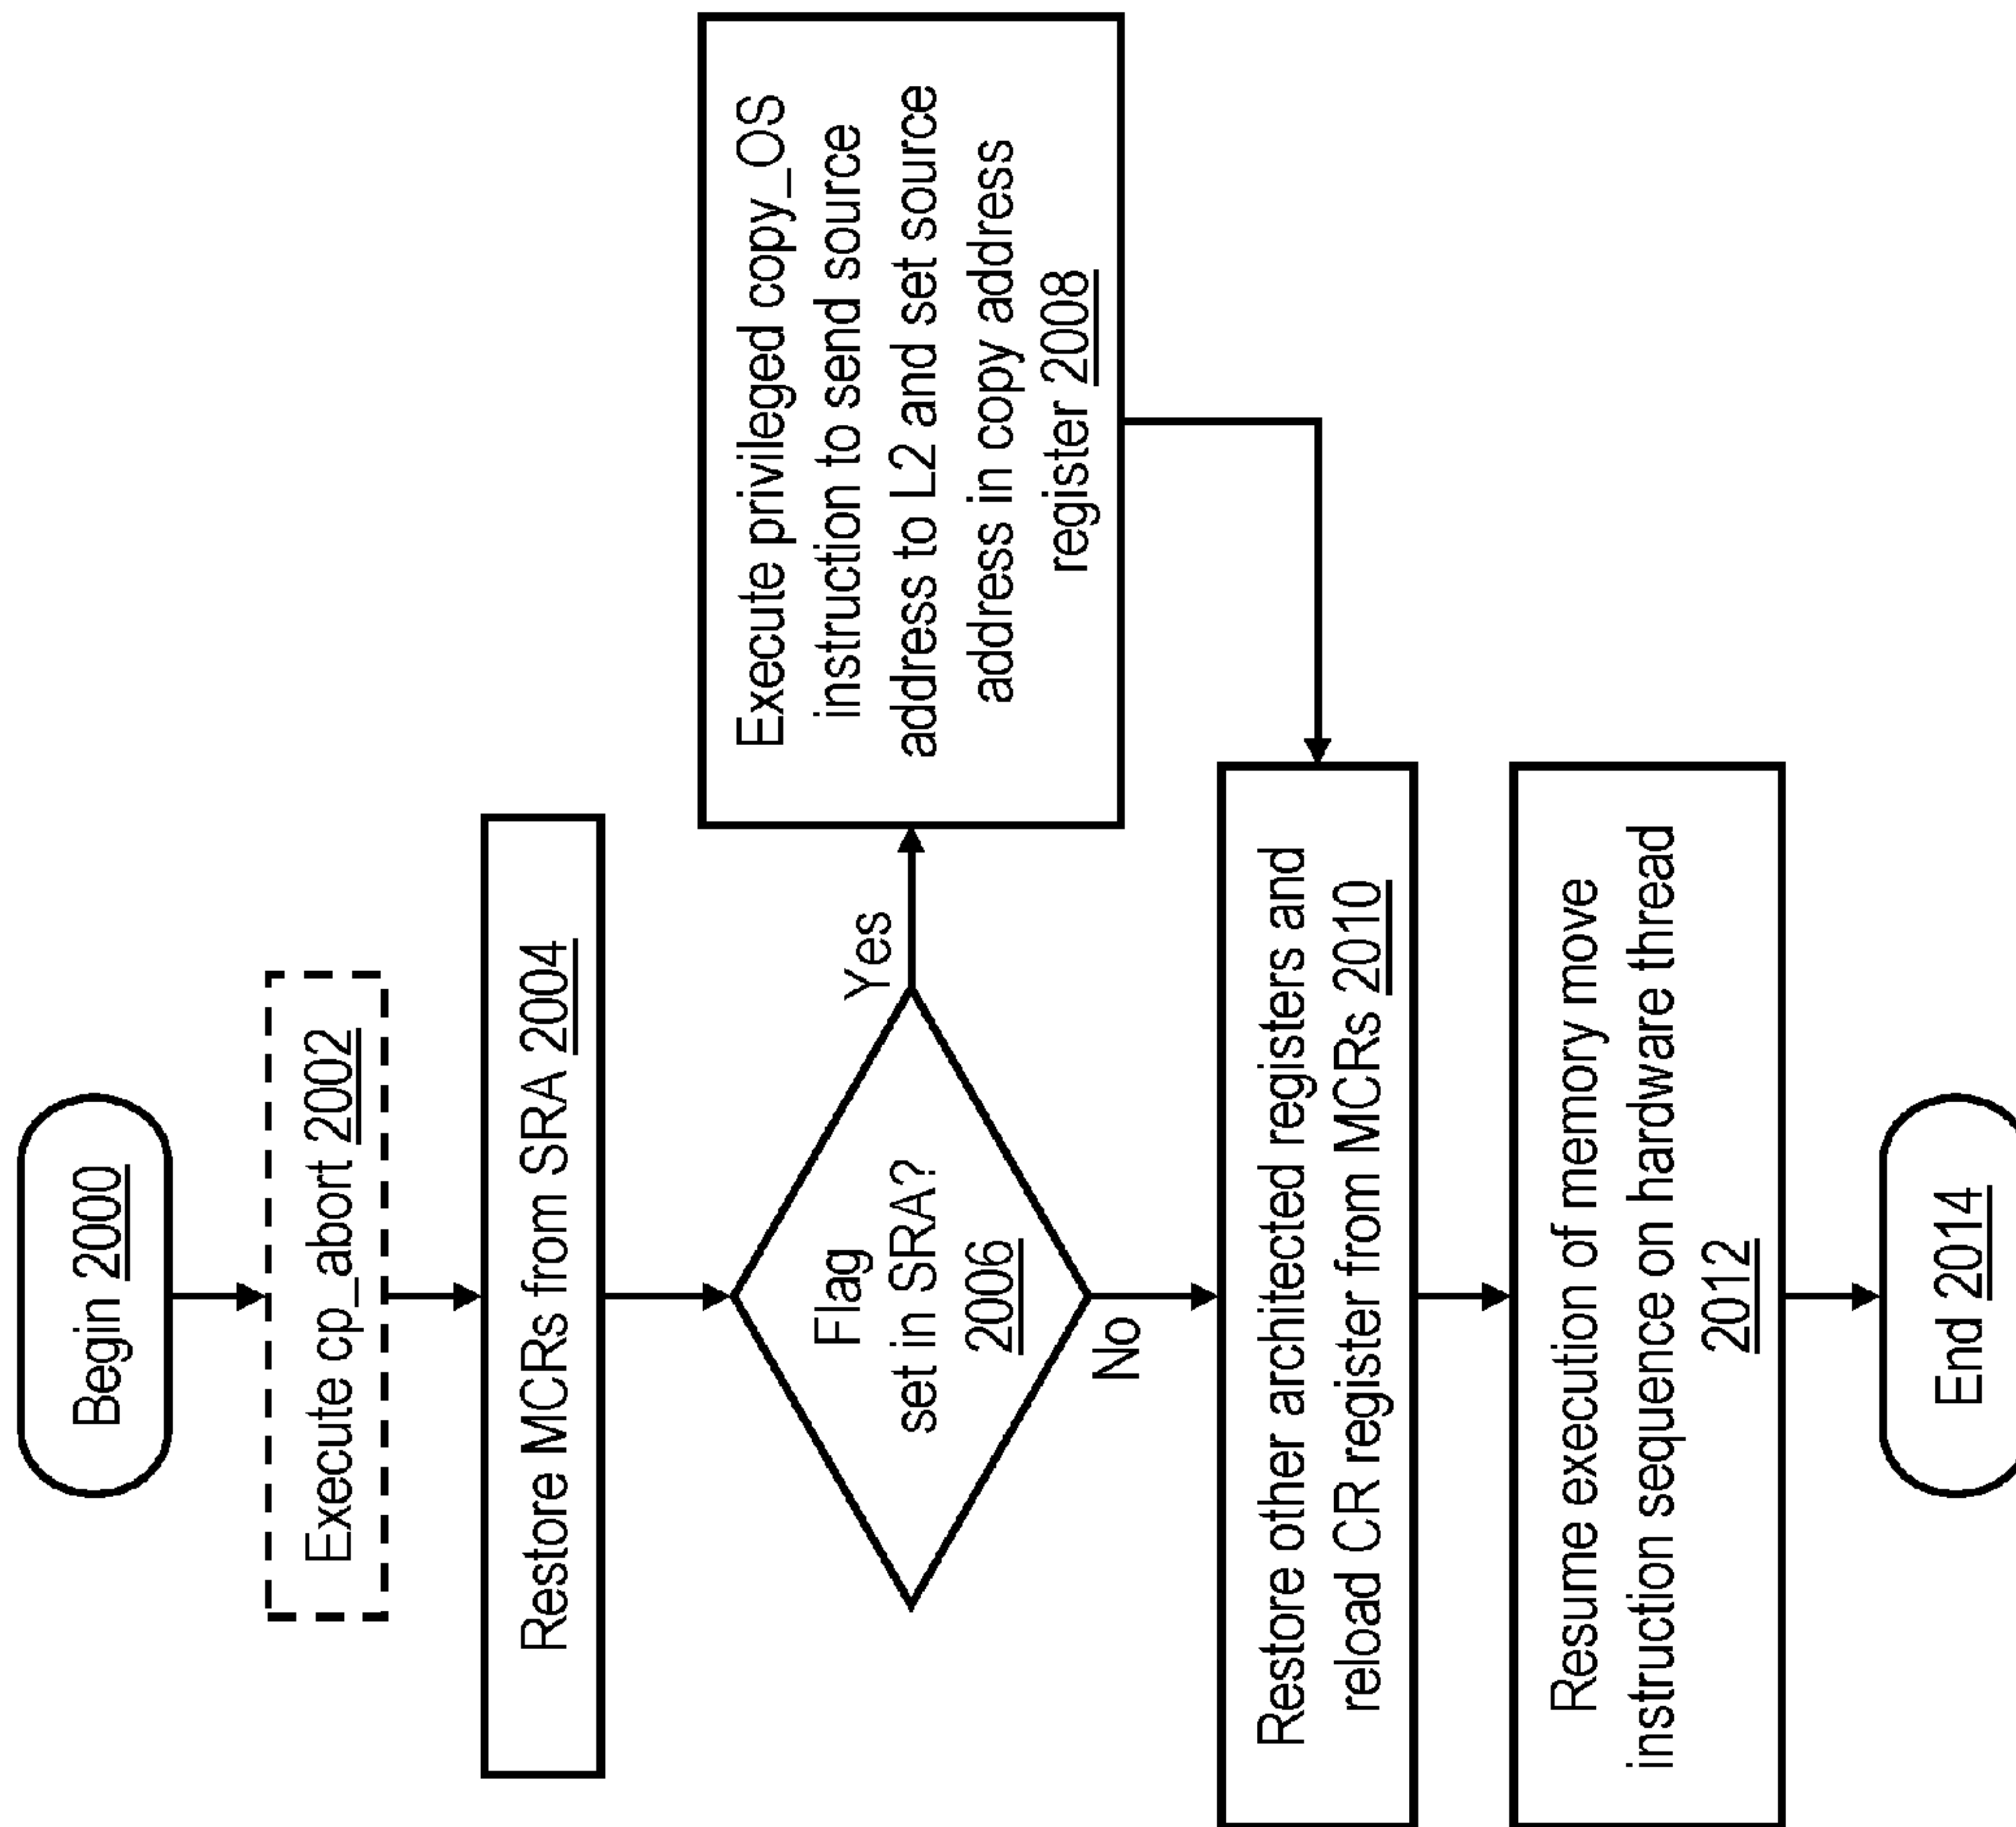 Begin 2000
Execute cp_abort 2002
Restore MCRs from SRA 2004
Flag
set in SRA?
2006
Yes
No
Execute privileged copy_OS
instruction to send source
address to L2 and set source
address in copy address
register 2008
Restore other architected registers and
reload CR register from MCRs 2010
Resume execution of memory move
instruction sequence on hardware thread
2012
End 2014